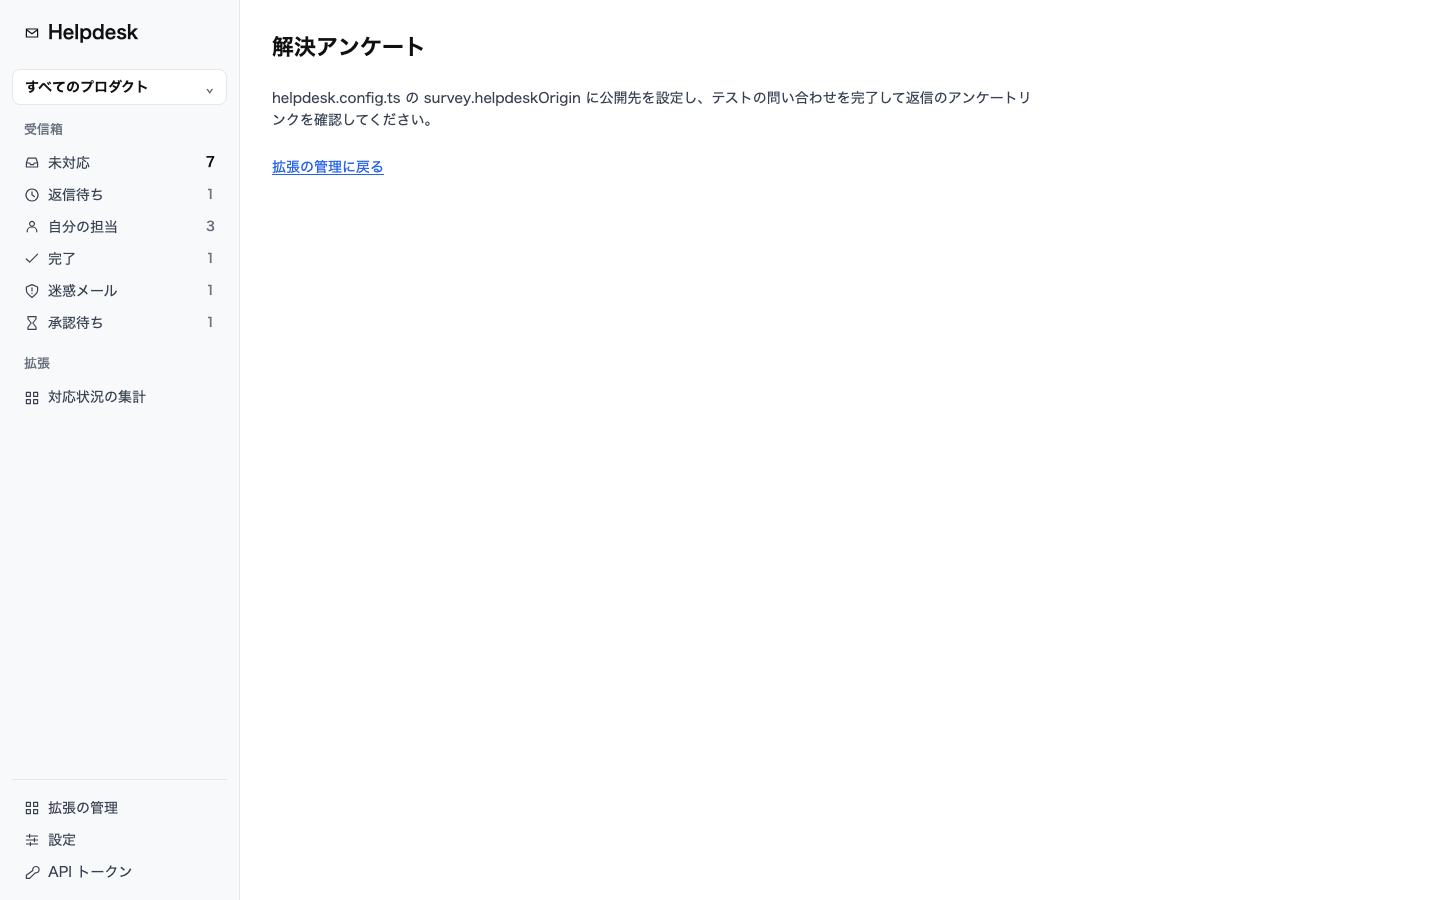 Helpdesk
すべてのプロダクト
受信箱
未対応 7
返信待ち 1
自分の担当 3
完了 1
迷惑メール 1
承認待ち 1
拡張
対応状況の集計
拡張の管理
設定
API トークン
解決アンケート
helpdesk.config.ts の survey.helpdeskOrigin に公開先を設定し、テストの問い合わせを完了して返信のアンケートリ
ンクを確認してください。
拡張の管理に戻る